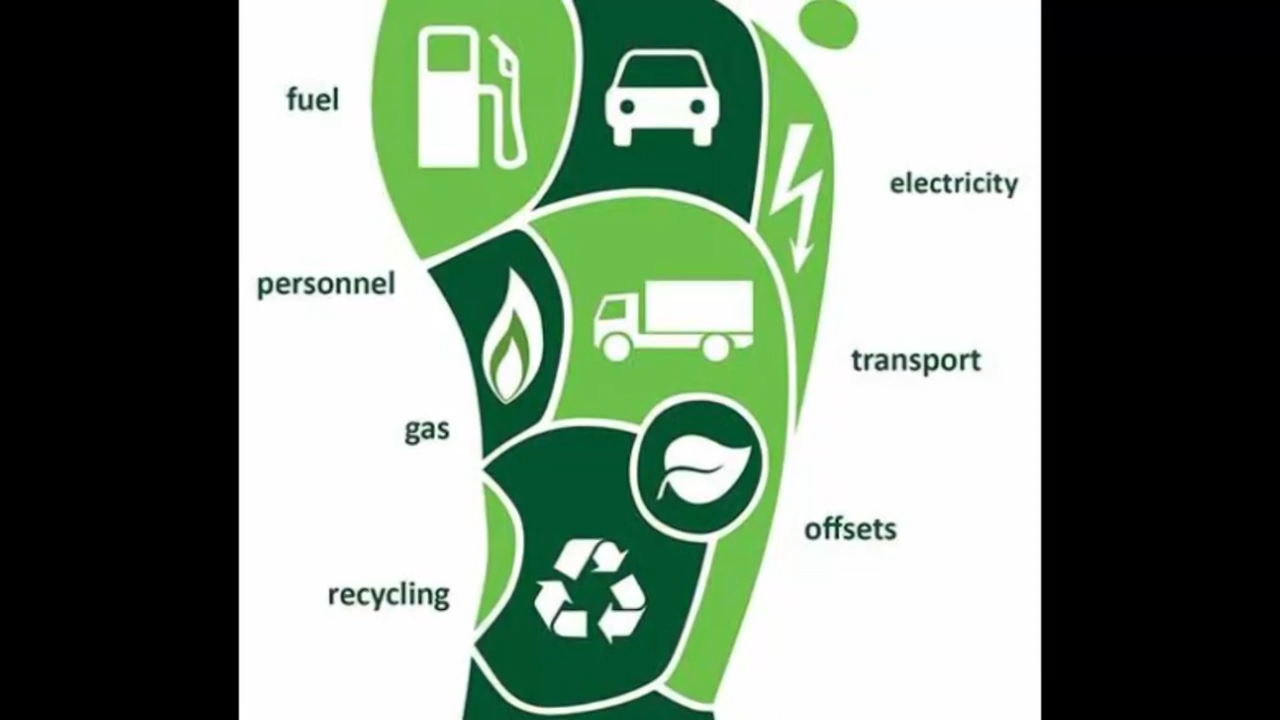 fuel
electricity
personnel
transport
gas
offsets
recycling